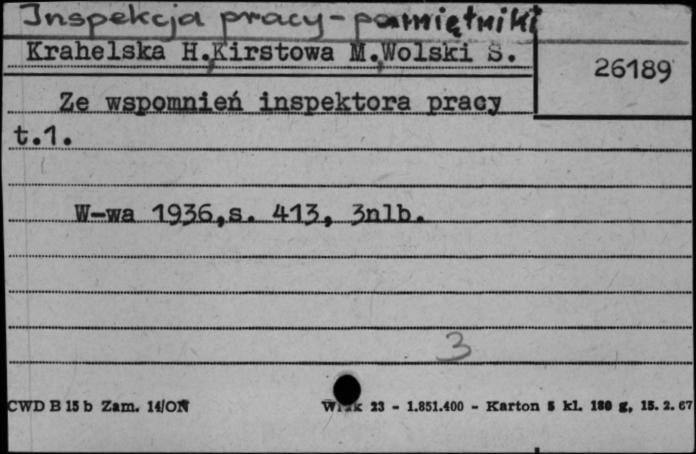 Inspekcja pracy - pamiętniki
Krahelska H.,Kirstowa M.,Wolski S.
26189
Ze wspomnień inspektora pracy
t.1.
W-wa 1936,s. 413, 3nlb.
3
CWD B 15 b Zam. 14/ON
23 - 1.851.400 - Karton 5 kl. 180 g, 15. 2. 67